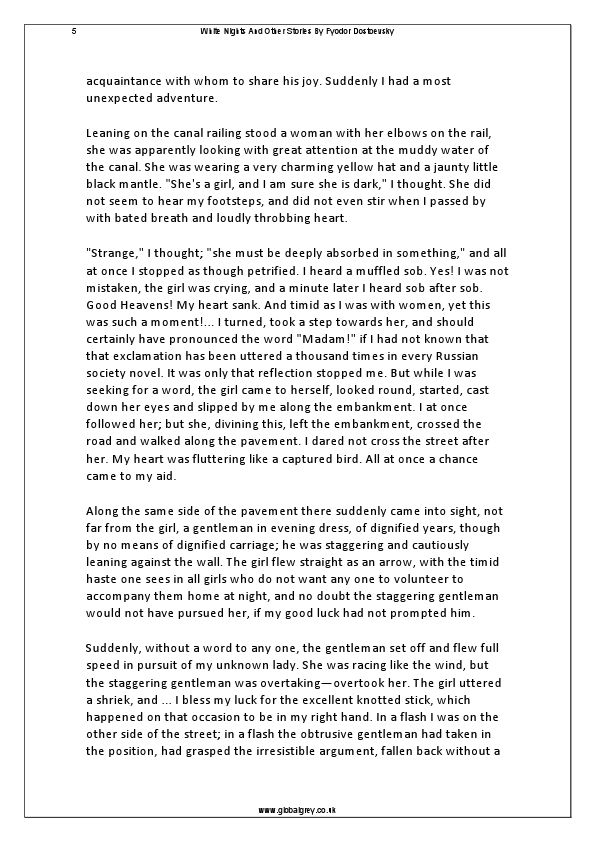 5 White Nights And Other Stories By Fyodor Dostoevsky
acquaintance with whom to share his joy. Suddenly I had a most
unexpected adventure.
Leaning on the canal railing stood a woman with her elbows on the rail,
she was apparently looking with great attention at the muddy water of
the canal. She was wearing a very charming yellow hat and a jaunty little
black mantle. "She's a girl, and I am sure she is dark," I thought. She did
not seem to hear my footsteps, and did not even stir when I passed by
with bated breath and loudly throbbing heart.
"Strange," I thought; "she must be deeply absorbed in something," and all
at once I stopped as though petrified. I heard a muffled sob. Yes! I was not
mistaken, the girl was crying, and a minute later I heard sob after sob.
Good Heavens! My heart sank. And timid as I was with women, yet this
was such a moment!... I turned, took a step towards her, and should
certainly have pronounced the word "Madam!" if I had not known that
that exclamation has been uttered a thousand times in every Russian
society novel. It was only that reflection stopped me. But while I was
seeking for a word, the girl came to herself, looked round, started, cast
down her eyes and slipped by me along the embankment. I at once
followed her; but she, divining this, left the embankment, crossed the
road and walked along the pavement. I dared not cross the street after
her. My heart was fluttering like a captured bird. All at once a chance
came to my aid.
Along the same side of the pavement there suddenly came into sight, not
far from the girl, a gentleman in evening dress, of dignified years, though
by no means of dignified carriage; he was staggering and cautiously
leaning against the wall. The girl flew straight as an arrow, with the timid
haste one sees in all girls who do not want any one to volunteer to
accompany them home at night, and no doubt the staggering gentleman
would not have pursued her, if my good luck had not prompted him.
Suddenly, without a word to any one, the gentleman set off and flew full
speed in pursuit of my unknown lady. She was racing like the wind, but
the staggering gentleman was overtaking—overtook her. The girl uttered
a shriek, and ... I bless my luck for the excellent knotted stick, which
happened on that occasion to be in my right hand. In a flash I was on the
other side of the street; in a flash the obtrusive gentleman had taken in
the position, had grasped the irresistible argument, fallen back without a
www.globalgrey.co.uk